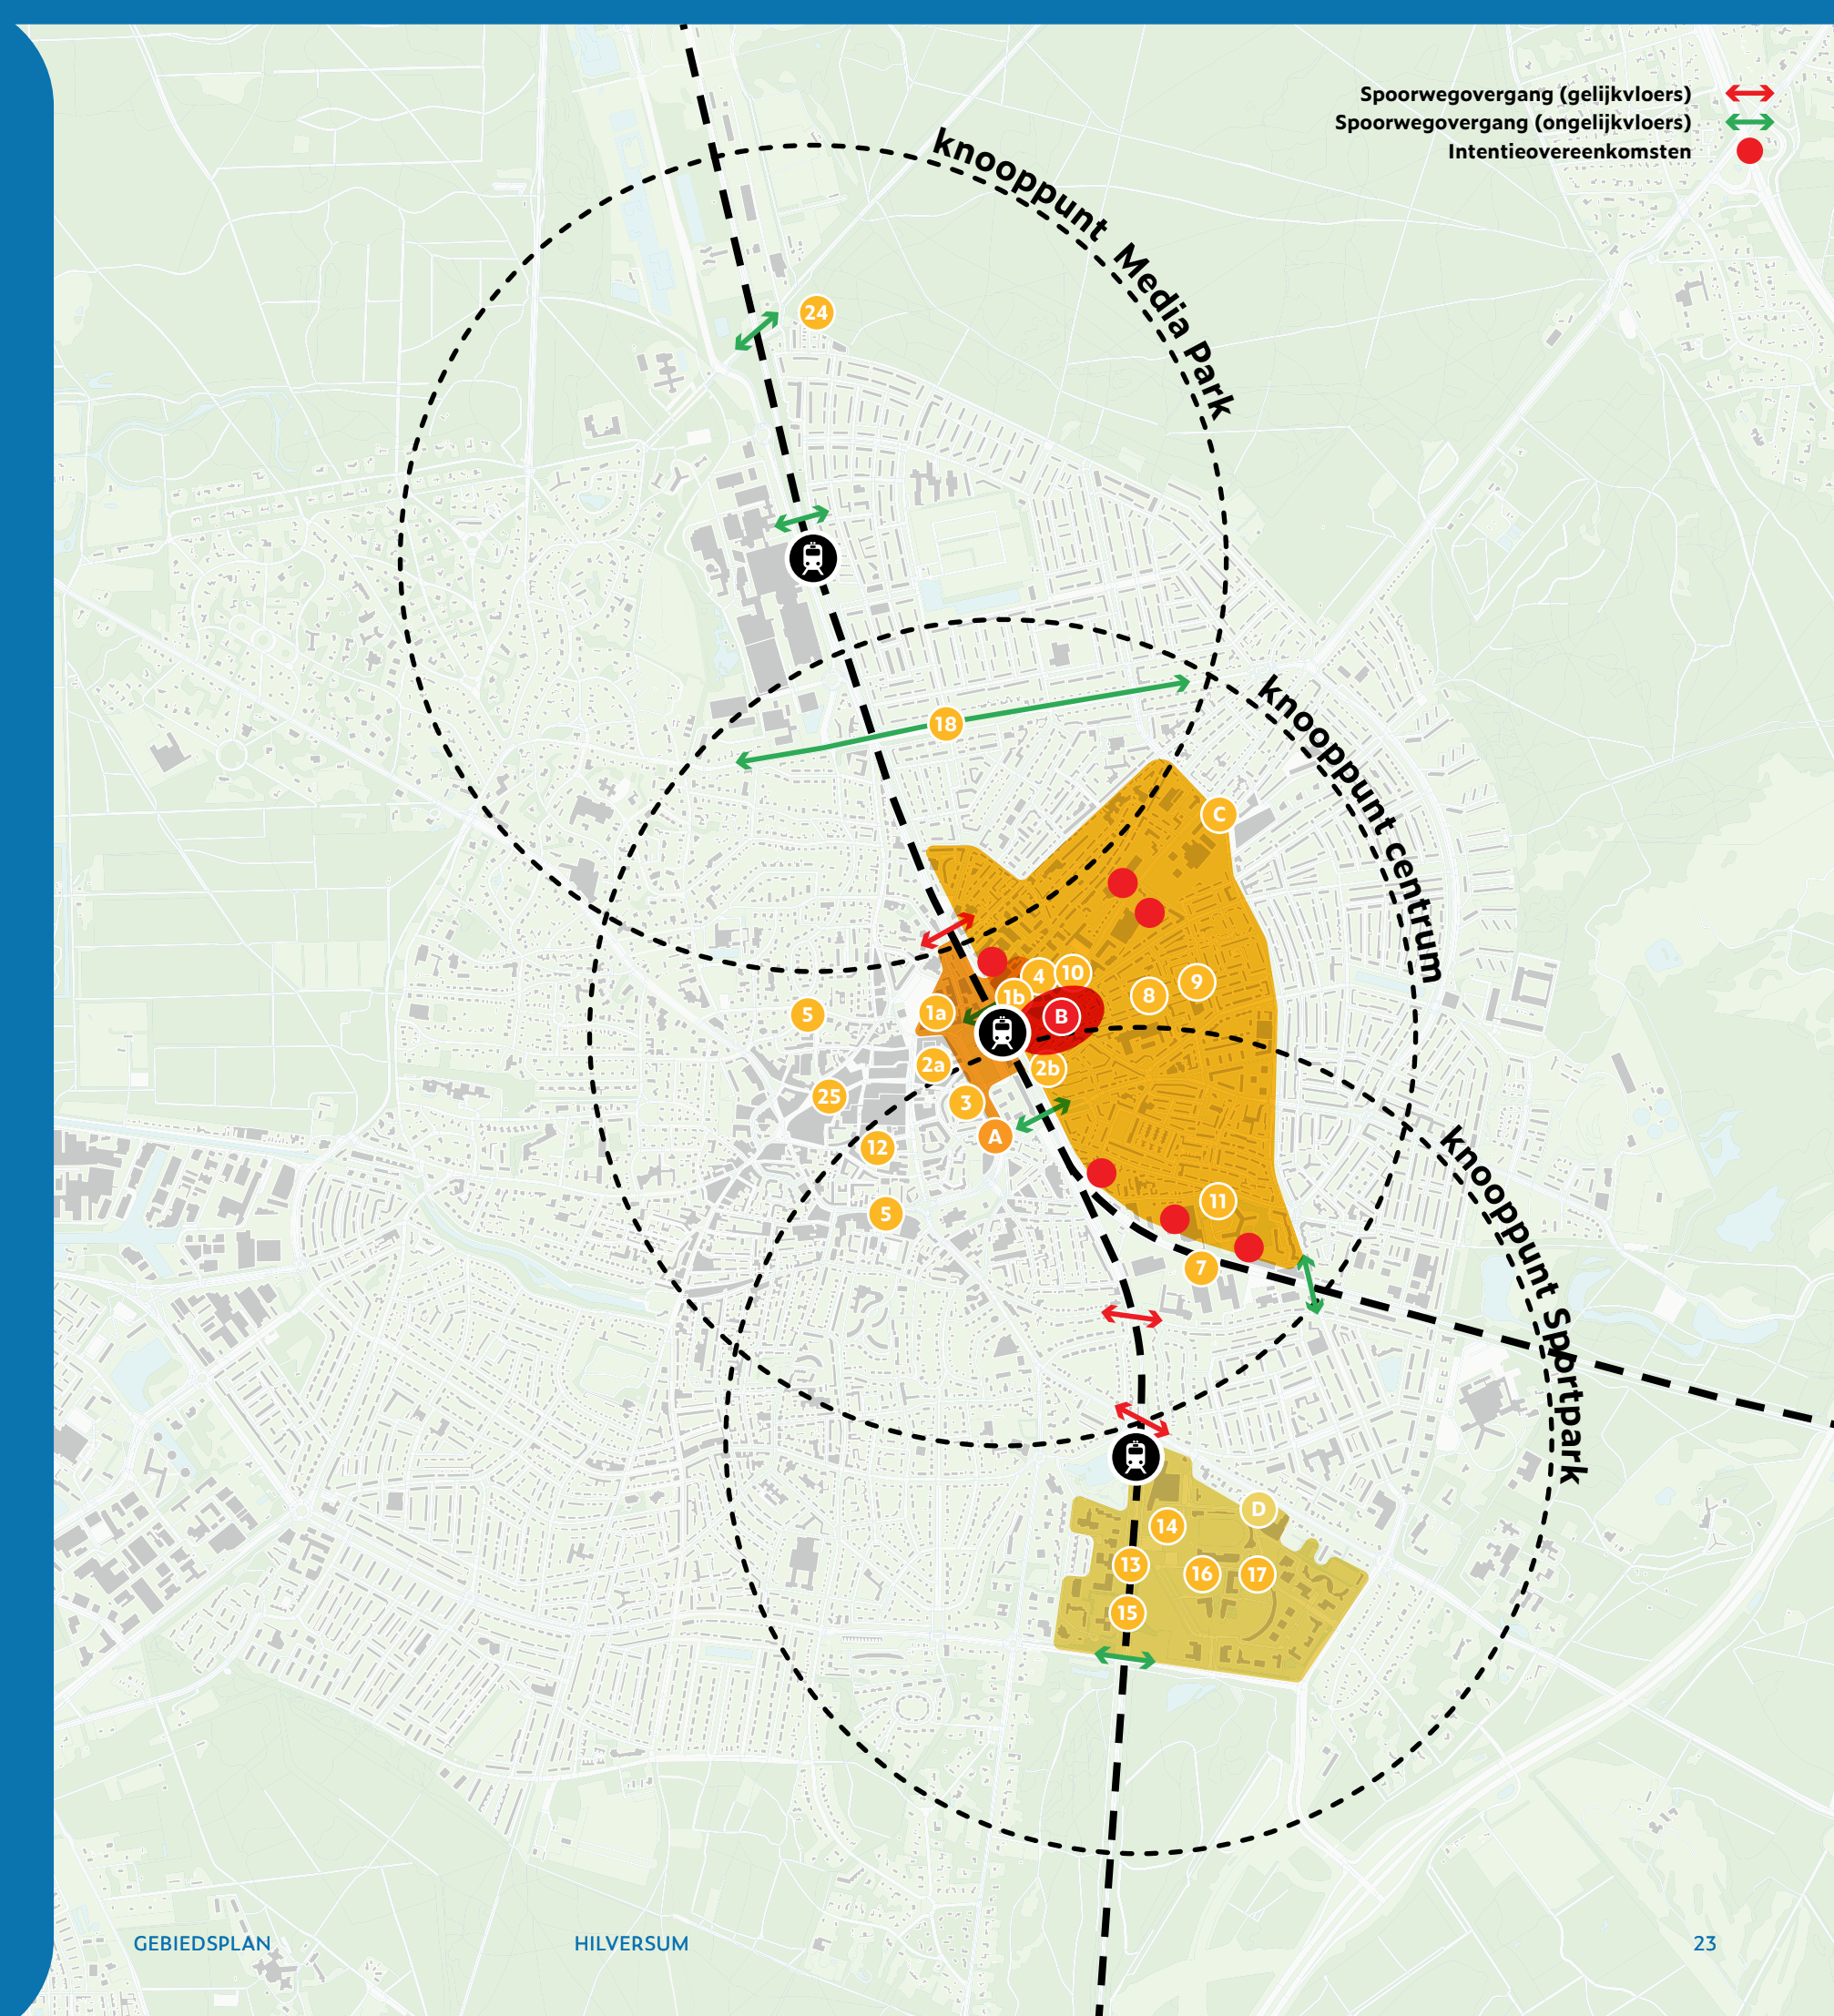 Spoorwegovergang (gelijkvloers)
Spoorwegovergang (ongelijkvloers)
Intentieovereenkomsten
knooppunt Media Park
24
18
knooppunt centrum
C
4
10
9
8
1b
1a
B
5
2a
2b
25
3
A
12
5
11
7
knooppunt Sportpark
D
14
13
16
17
15
GEBIEDSPLAN
HILVERSUM
23